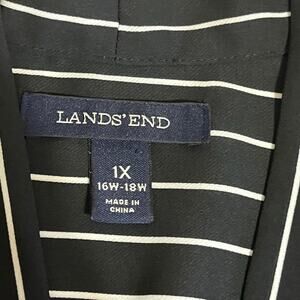 LANDS' END
1X
16W-18W
MADE IN
CHINA